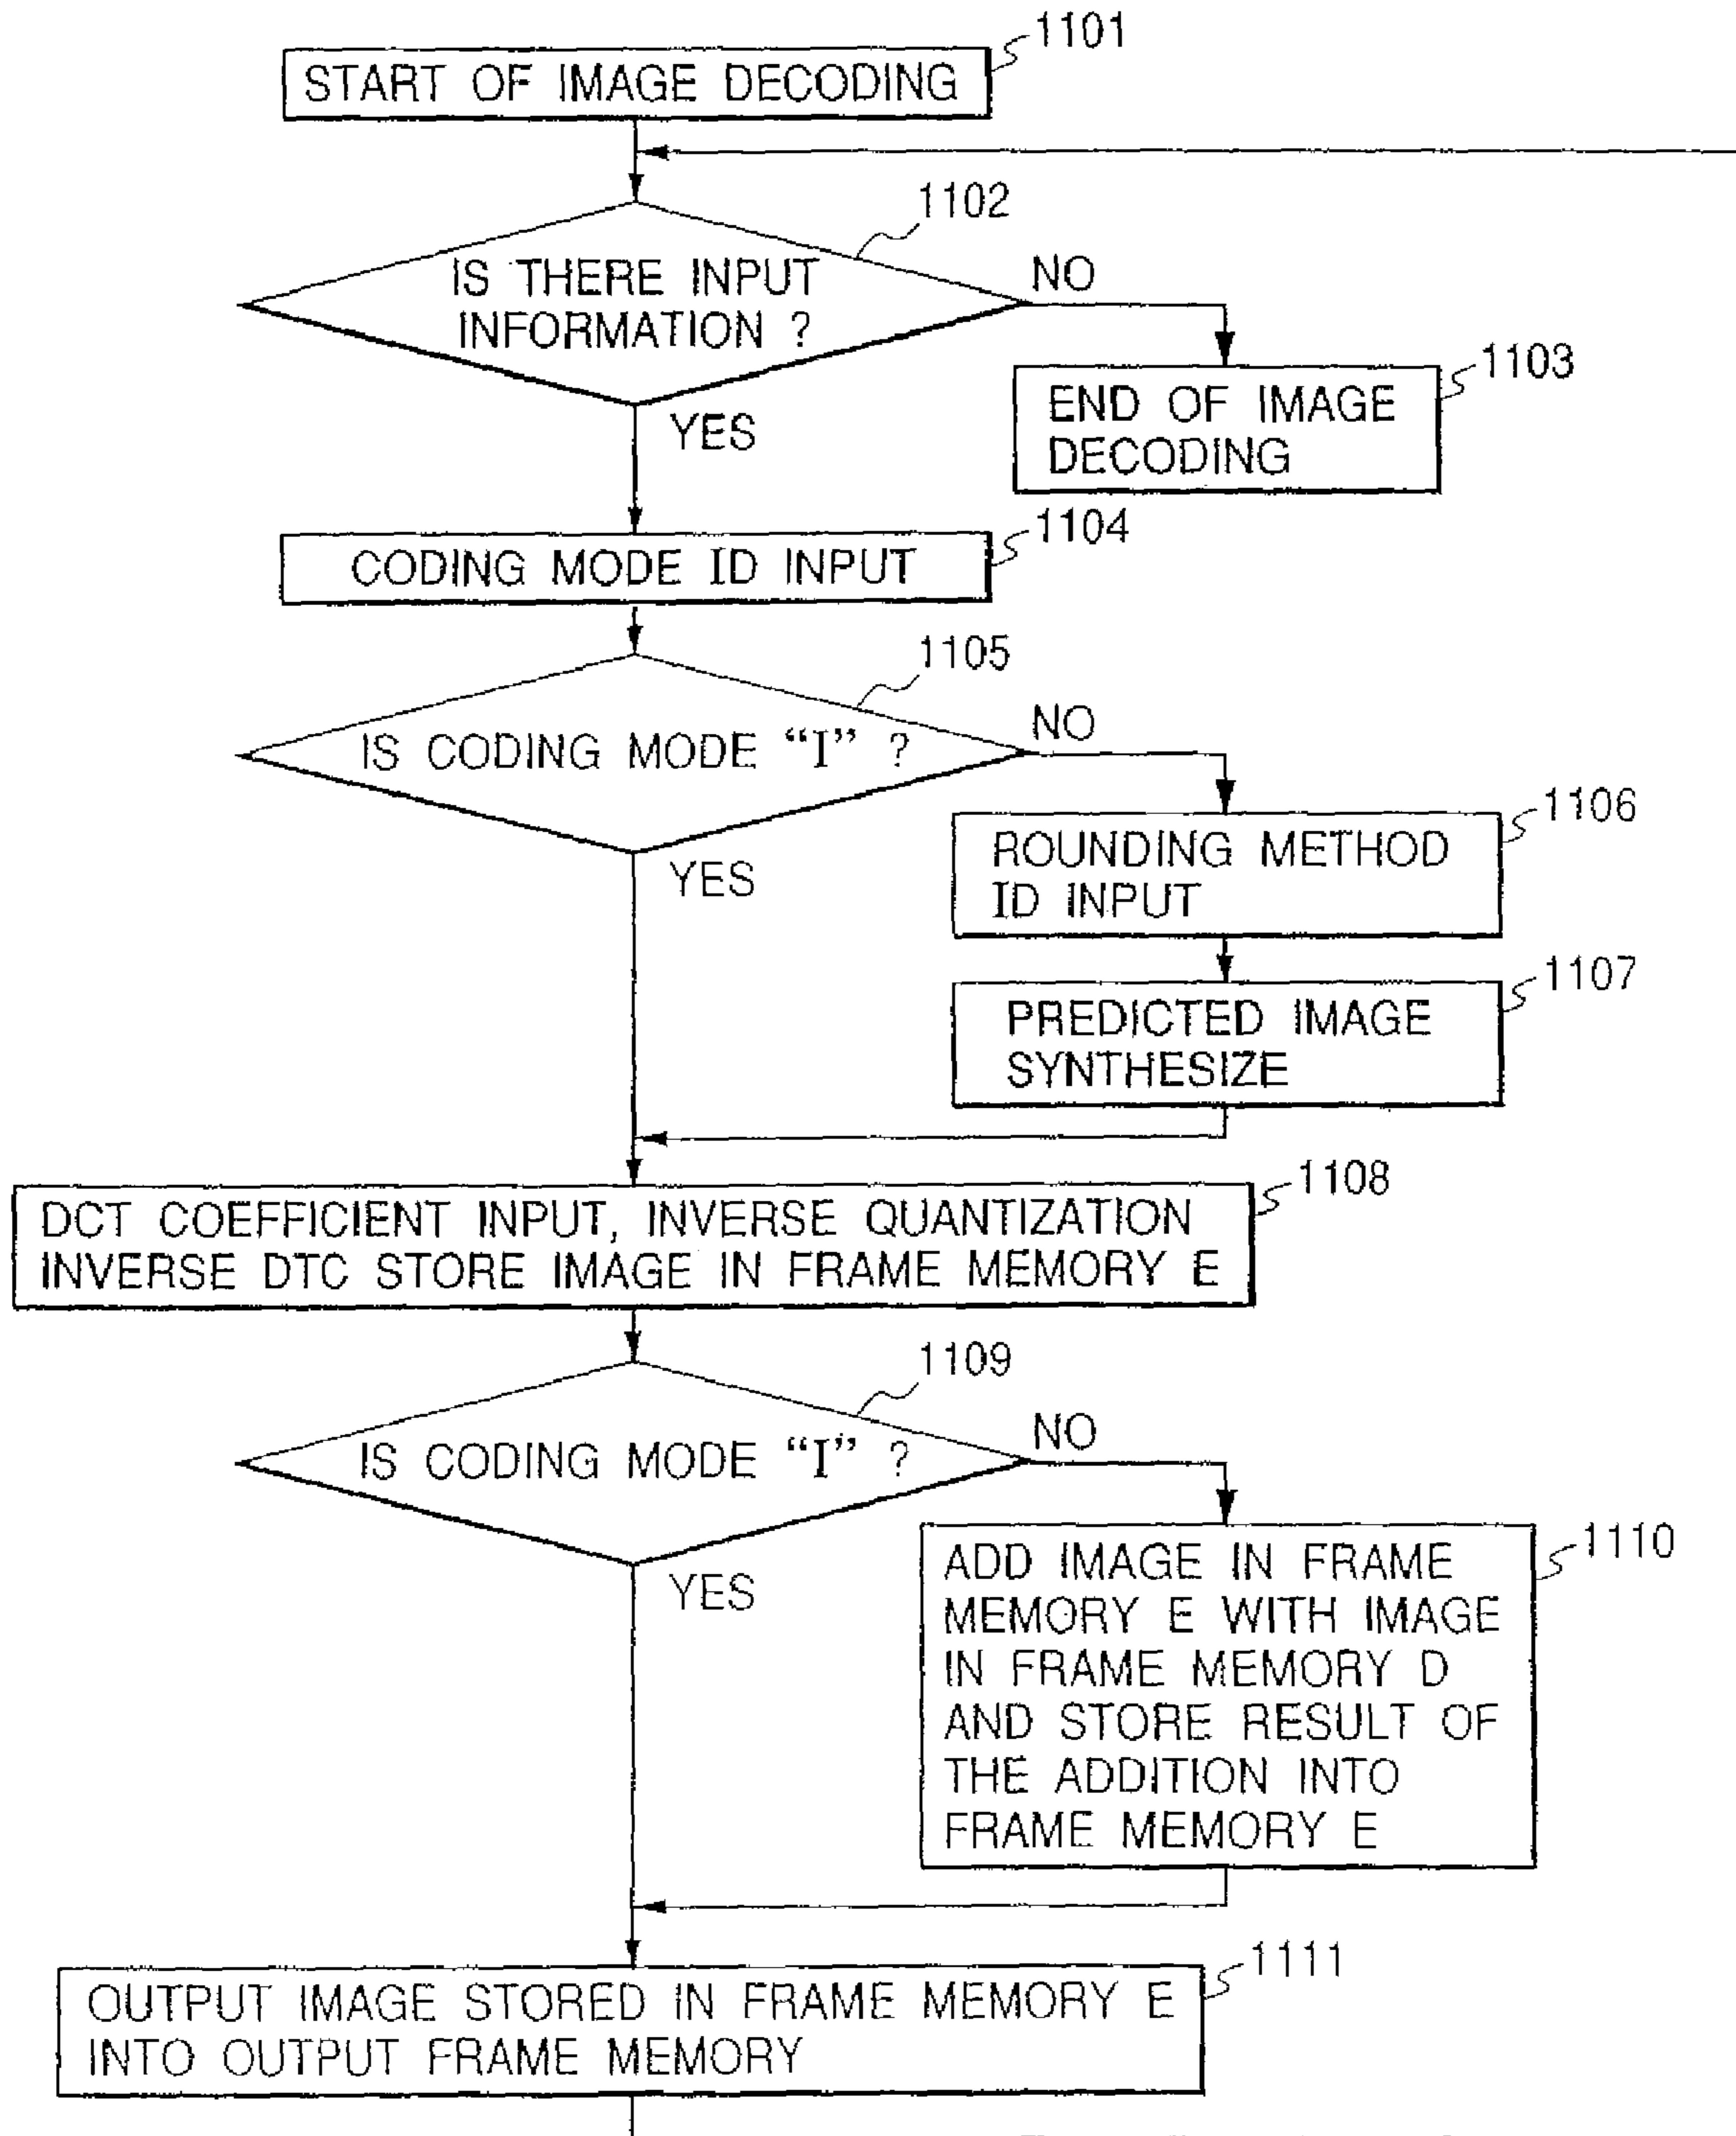 1101
START OF IMAGE DECODING
1102
IS THERE INPUT
INFORMATION ?
NO
YES
1103
END OF IMAGE
DECODING
1104
CODING MODE ID INPUT
1105
IS CODING MODE “I” ?
NO
YES
1106
ROUNDING METHOD
ID INPUT
1107
PREDICTED IMAGE
SYNTHESIZE
1108
DCT COEFFICIENT INPUT, INVERSE QUANTIZATION
INVERSE DTC STORE IMAGE IN FRAME MEMORY E
1109
IS CODING MODE “I” ?
NO
YES
1110
ADD IMAGE IN FRAME
MEMORY E WITH IMAGE
IN FRAME MEMORY D
AND STORE RESULT OF
THE ADDITION INTO
FRAME MEMORY E
1111
OUTPUT IMAGE STORED IN FRAME MEMORY E
INTO OUTPUT FRAME MEMORY